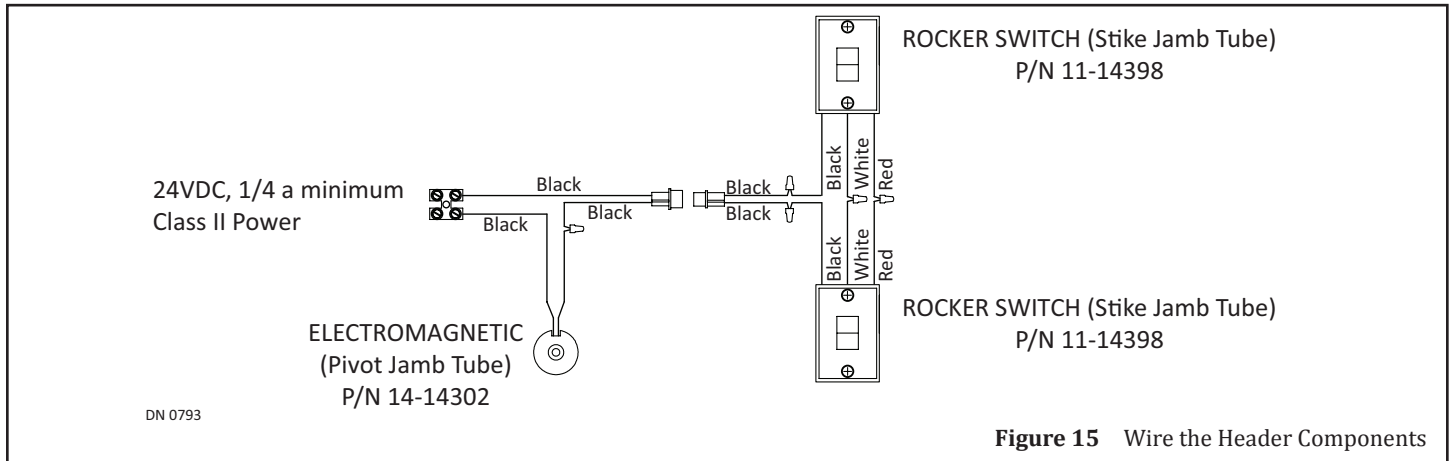 ROCKER SWITCH (Stike Jamb Tube)
P/N 11-14398
Black
White
Red
24VDC, 1/4 a minimum
Class II Power
Black
Black
Black
Black
Black
Black
White
Red
ROCKER SWITCH (Stike Jamb Tube)
P/N 11-14398
ELECTROMAGNETIC
(Pivot Jamb Tube)
P/N 14-14302
DN 0793
Figure 15 Wire the Header Components